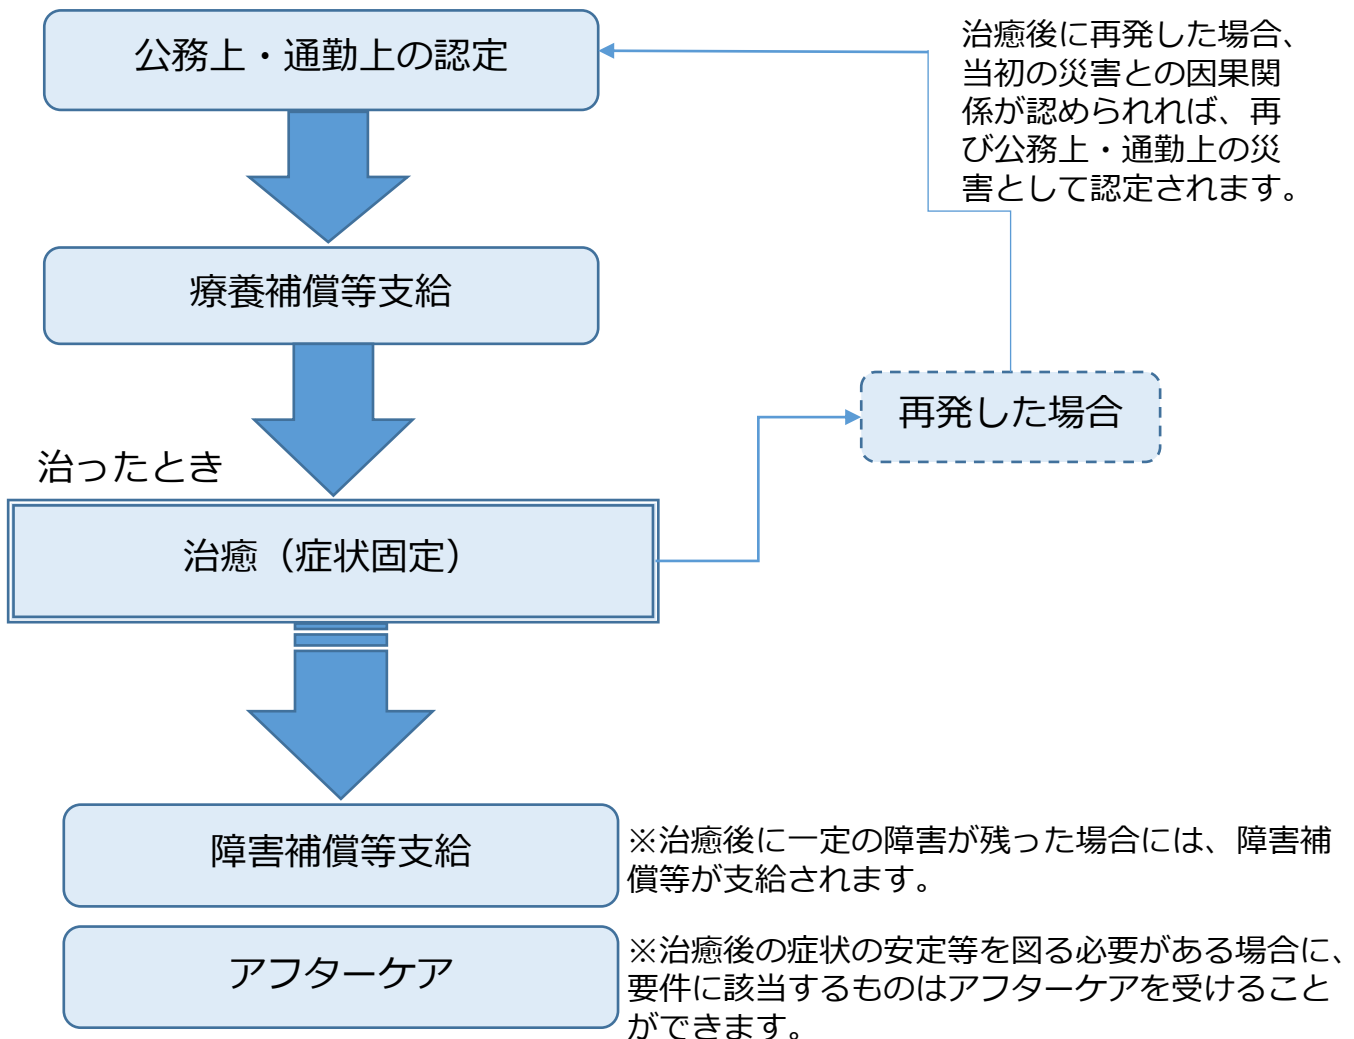 公務上・通勤上の認定
治癒後に再発した場合、
当初の災害との因果関
係が認められれば、再
び公務上・通勤上の災
害として認定されます。
療養補償等支給
再発した場合
治ったとき
治癒（症状固定）
障害補償等支給
※治癒後に一定の障害が残った場合には、障害補
償等が支給されます。
アフターケア
※治癒後の症状の安定等を図る必要がある場合に、
要件に該当するものはアフターケアを受けること
ができます。